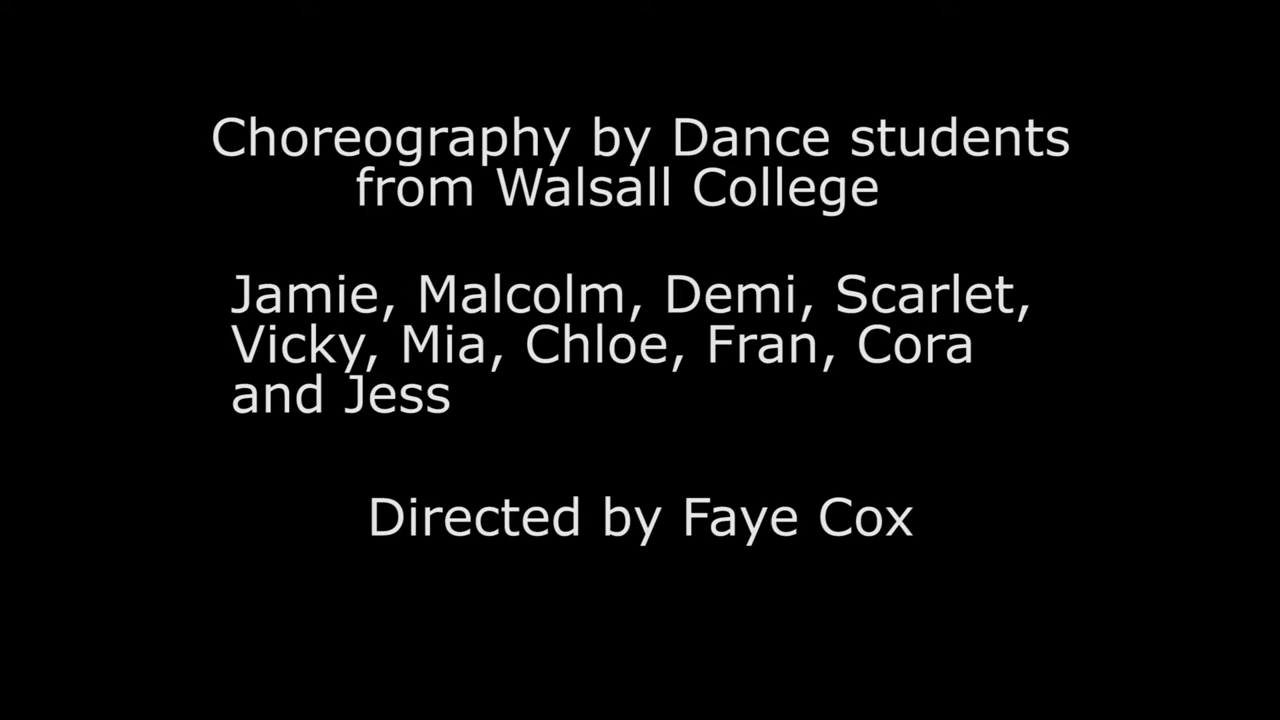 Choreography by Dance students
from Walsall College
Jamie, Malcolm, Demi, Scarlet,
Vicky, Mia, Chloe, Fran, Cora
and Jess
Directed by Faye Cox